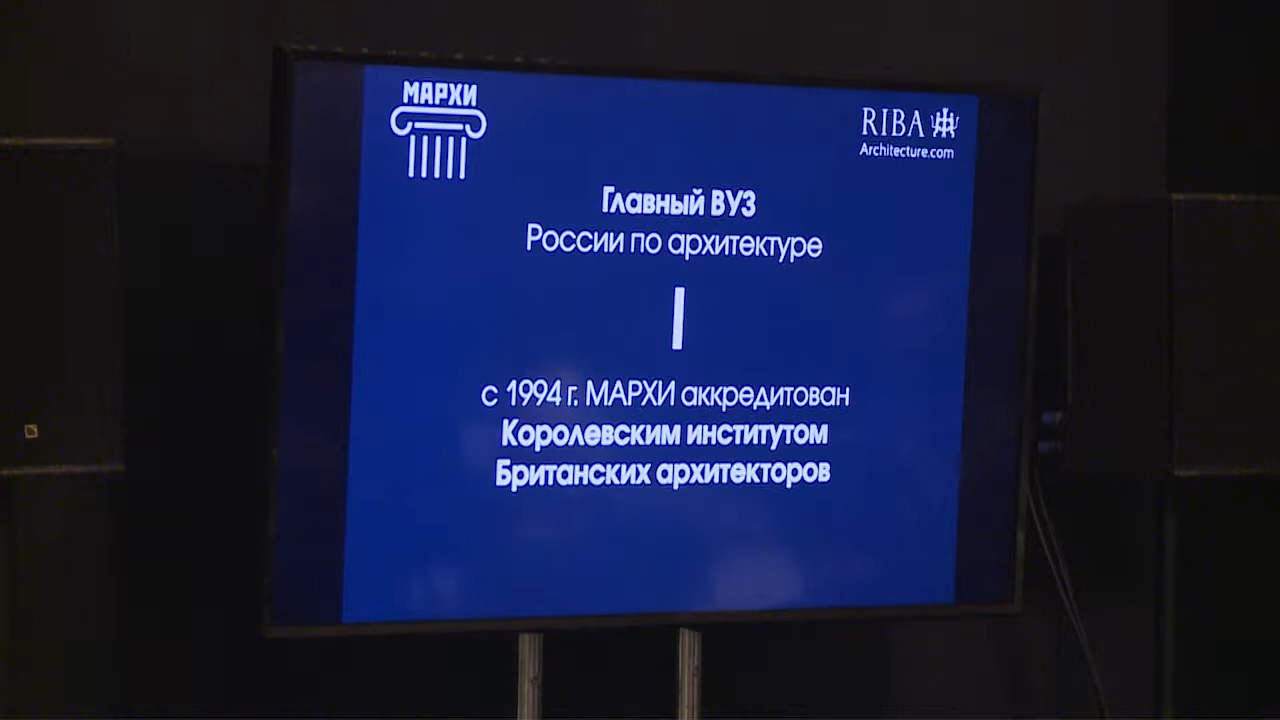 МАРХИ
RIBA
Architecture.com
Главный ВУЗ
России по архитектуре
с 1994 г. МАРХИ аккредитован
Королевским институтом
Британских архитекторов